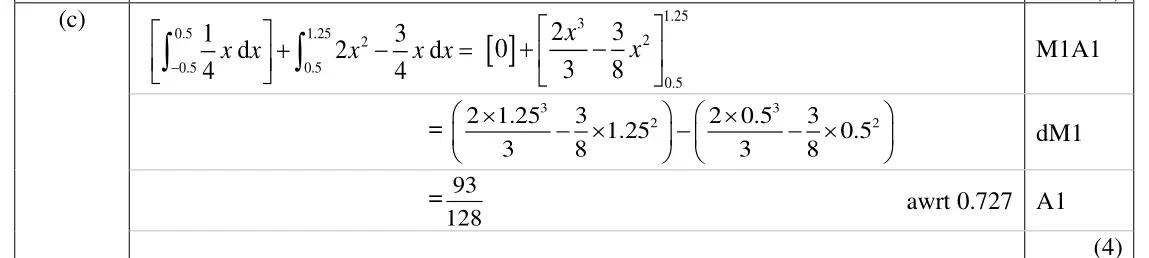 (c) [∫_{-0.5}^{0.5} 1/4 x dx] + ∫_{0.5}^{1.25} 2x² − 3/4 x dx = [0] + [2x³/3 − 3/8 x²]_{0.5}^{1.25} M1A1
= (2×1.25³/3 − 3/8 × 1.25²) − (2×0.5³/3 − 3/8 × 0.5²) dM1
= 93/128 awrt 0.727 A1
(4)